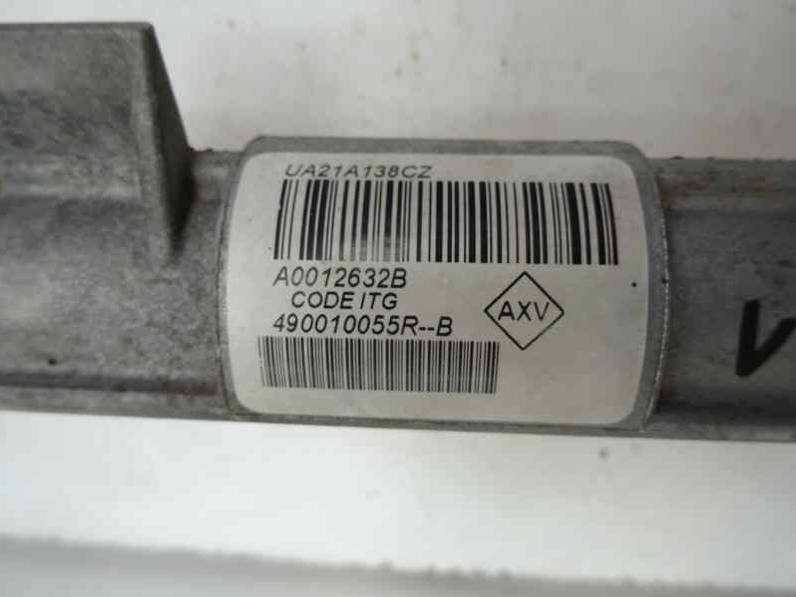 UA21A138CZ
A0012632B
CODE ITG
490010055R--B
AXV
V